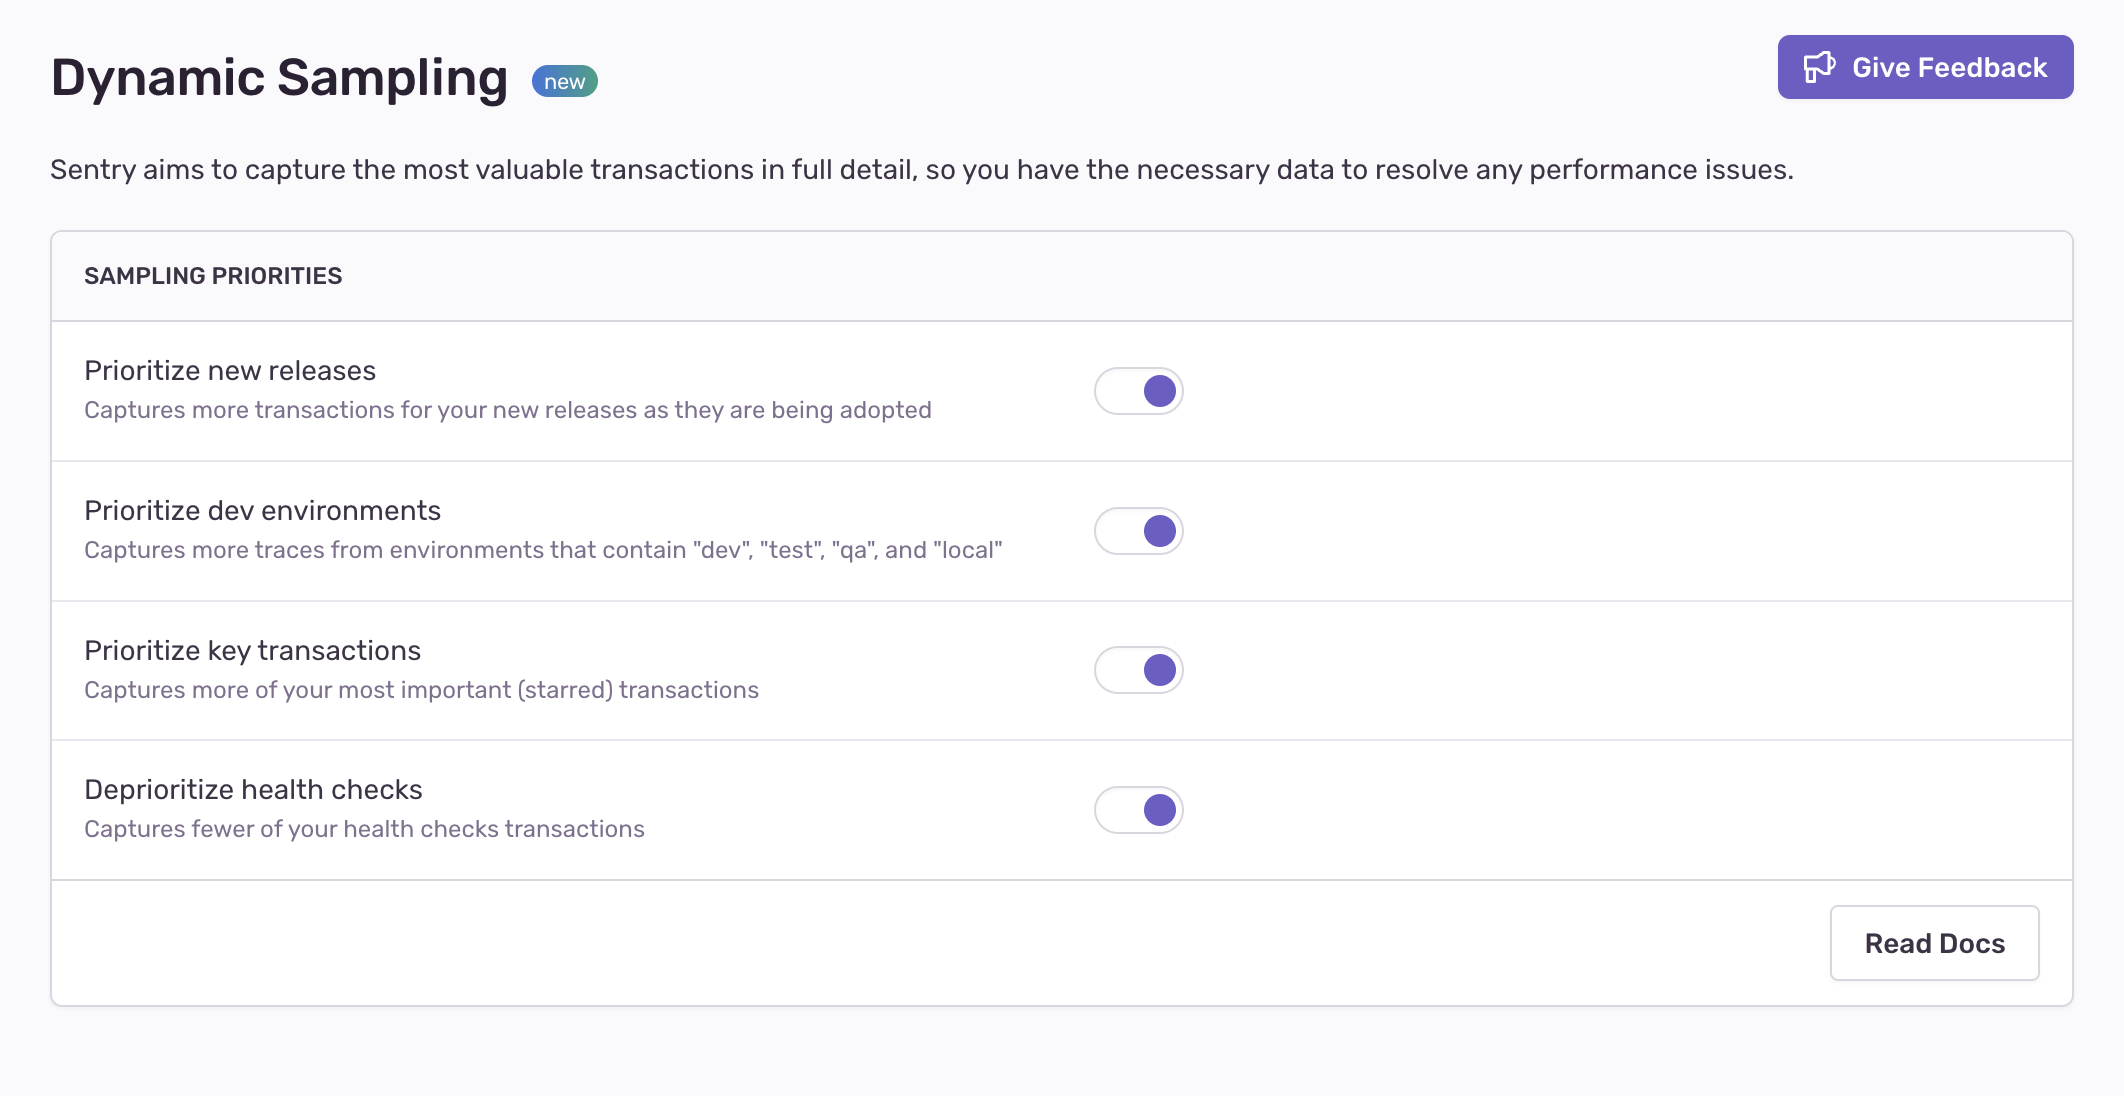 Dynamic Sampling new
Give Feedback
Sentry aims to capture the most valuable transactions in full detail, so you have the necessary data to resolve any performance issues.
SAMPLING PRIORITIES
Prioritize new releases
Captures more transactions for your new releases as they are being adopted
Prioritize dev environments
Captures more traces from environments that contain "dev", "test", "qa", and "local"
Prioritize key transactions
Captures more of your most important (starred) transactions
Deprioritize health checks
Captures fewer of your health checks transactions
Read Docs